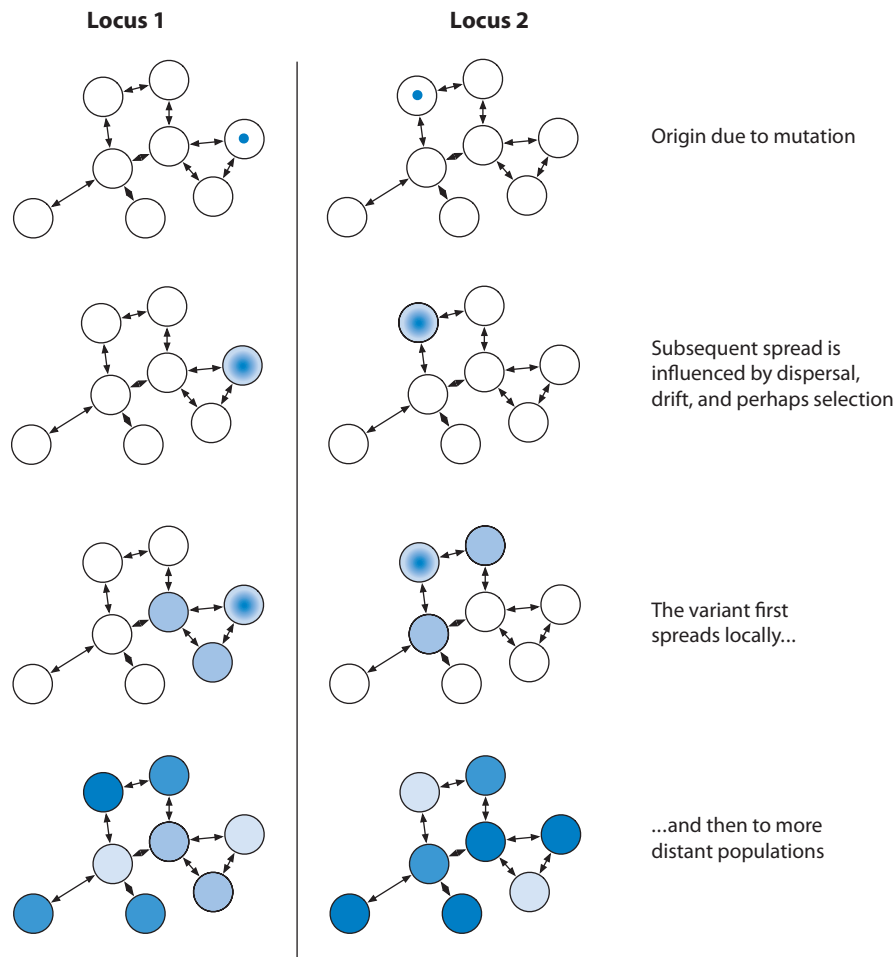 Locus 1
Locus 2
Origin due to mutation
Subsequent spread is
influenced by dispersal,
drift, and perhaps selection
The variant first
spreads locally...
...and then to more
distant populations